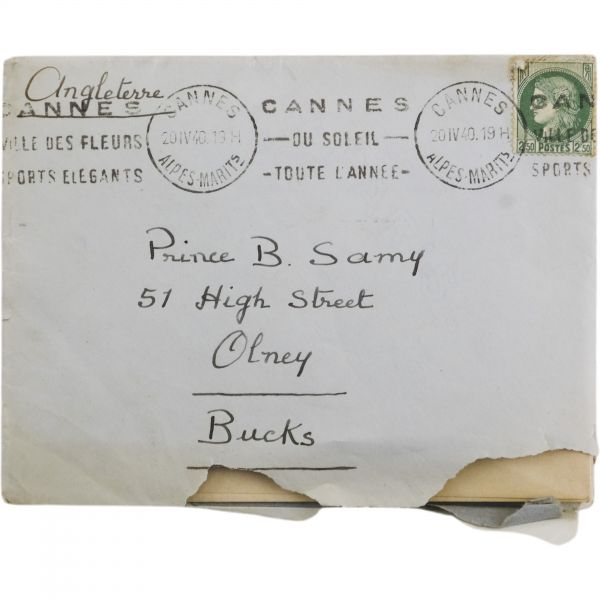 Angleterre
CANNES
VILLE DES FLEURS
SPORTS ELEGANTS
CANNES
20 IV 40. 19 H
ALPES-MARITS
CANNES
— OU SOLEIL —
- TOUTE L'ANNEE -
CANNES
20 IV 40. 19 H
ALPES-MARITS
CAN
VILLE DE
SPORTS
2,50 POSTES 2,50
Prince B. Samy
51 High Street
Olney
Bucks